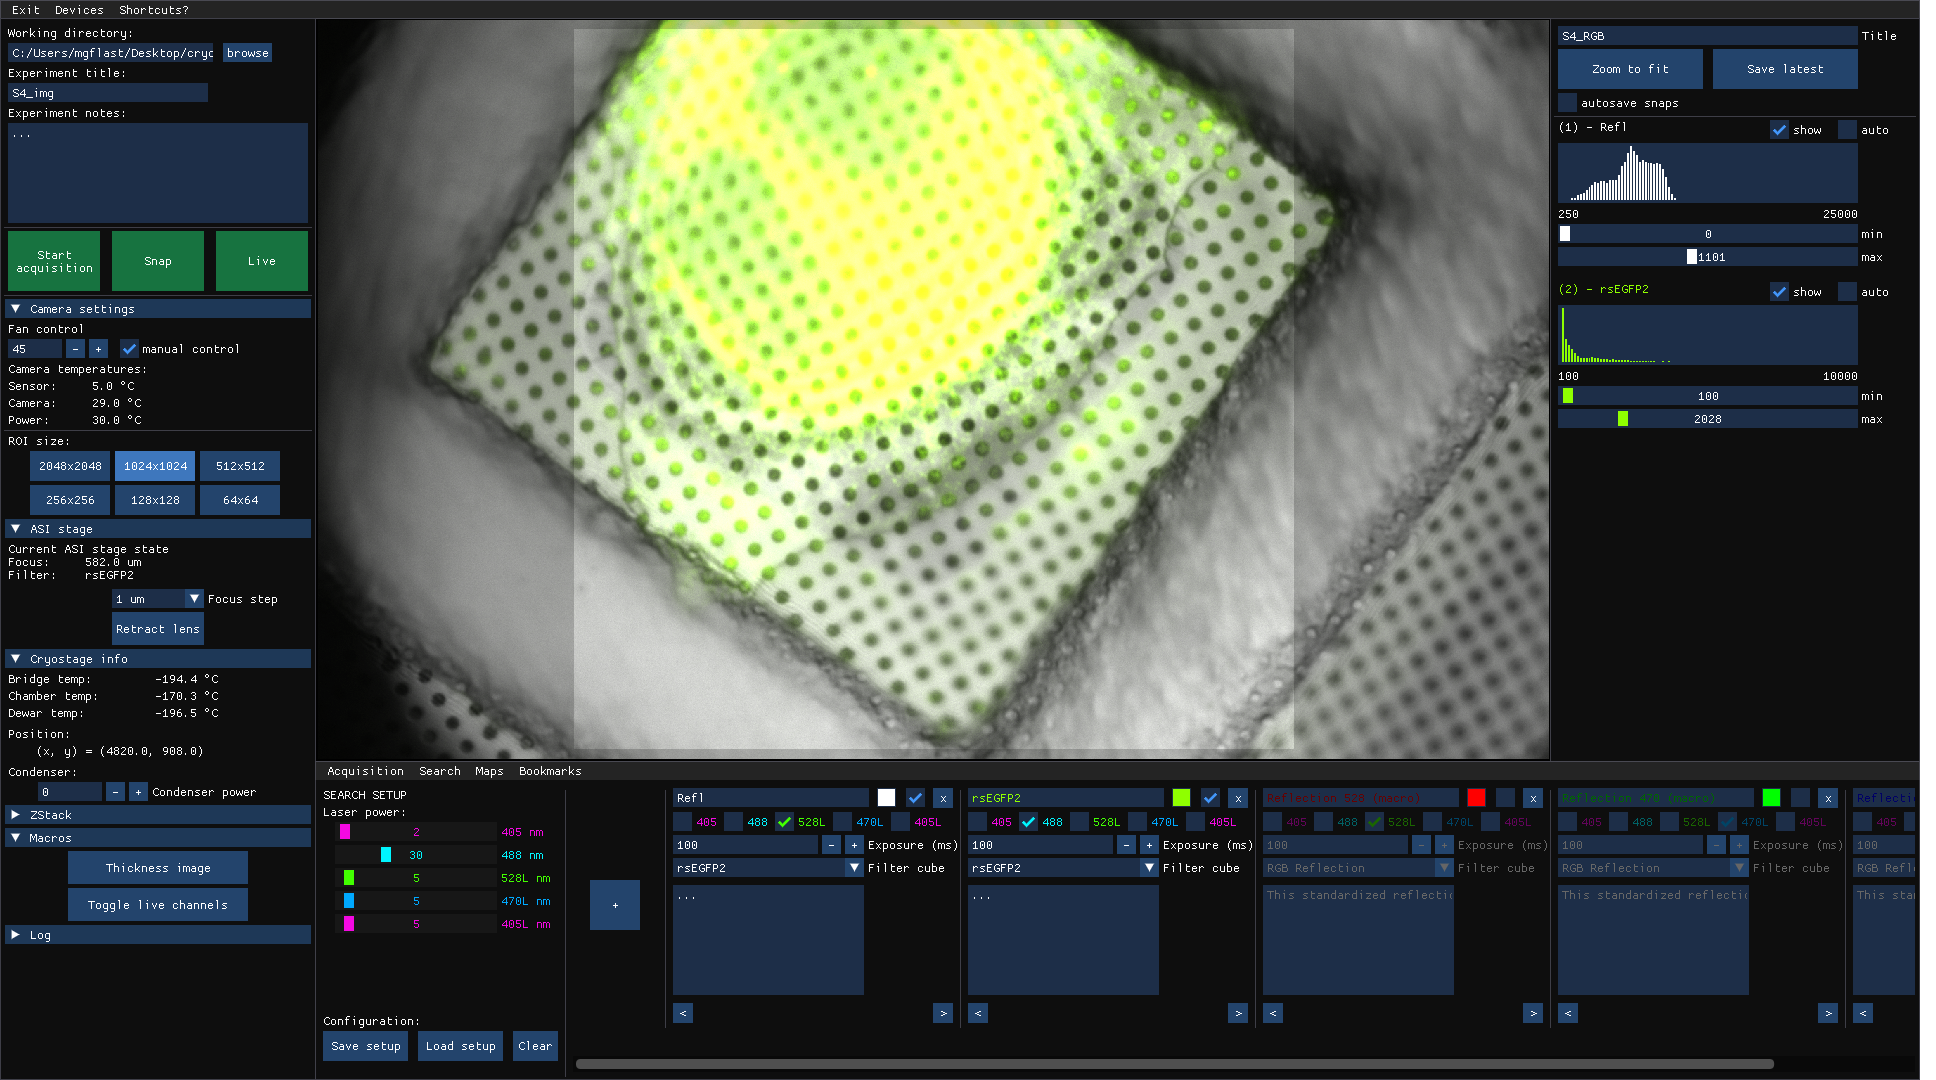 Exit Devices Shortcuts?
Working directory:
C:/Users/mgflast/Desktop/cryc browse
Experiment title:
S4_img
Experiment notes:
...
Start acquisition Snap Live
Camera settings
Fan control
45 - + manual control
Camera temperatures:
Sensor: 5.0 °C
Camera: 29.0 °C
Power: 30.0 °C
ROI size:
2048x2048 1024x1024 512x512
256x256 128x128 64x64
ASI stage
Current ASI stage state
Focus: 582.0 um
Filter: rsEGFP2
1 um Focus step
Retract lens
Cryostage info
Bridge temp: -194.4 °C
Chamber temp: -170.3 °C
Dewar temp: -196.5 °C
Position:
(x, y) = (4820.0, 908.0)
Condenser:
0 - + Condenser power
ZStack
Macros
Thickness image
Toggle live channels
Log
S4_RGB Title
Zoom to fit Save latest
autosave snaps
(1) - Refl show auto
250 25000
0 min
1101 max
(2) - rsEGFP2 show auto
100 10000
100 min
2028 max
Acquisition Search Maps Bookmarks
SEARCH SETUP
Laser power:
2 405 nm
30 488 nm
5 528L nm
5 470L nm
5 405L nm
Configuration:
Save setup Load setup Clear
+
Refl x
405 488 528L 470L 405L
100 - + Exposure (ms)
rsEGFP2 Filter cube
...
< >
rsEGFP2 x
405 488 528L 470L 405L
100 - + Exposure (ms)
rsEGFP2 Filter cube
...
< >
Reflection 528 (macro) x
405 488 528L 470L 405L
100 - + Exposure (ms)
RGB Reflection Filter cube
This standardized reflectic
< >
Reflection 470 (macro) x
405 488 528L 470L 405L
100 - + Exposure (ms)
RGB Reflection Filter cube
This standardized reflectic
< >
Reflecti
405
100
RGB Refl
This sta
<